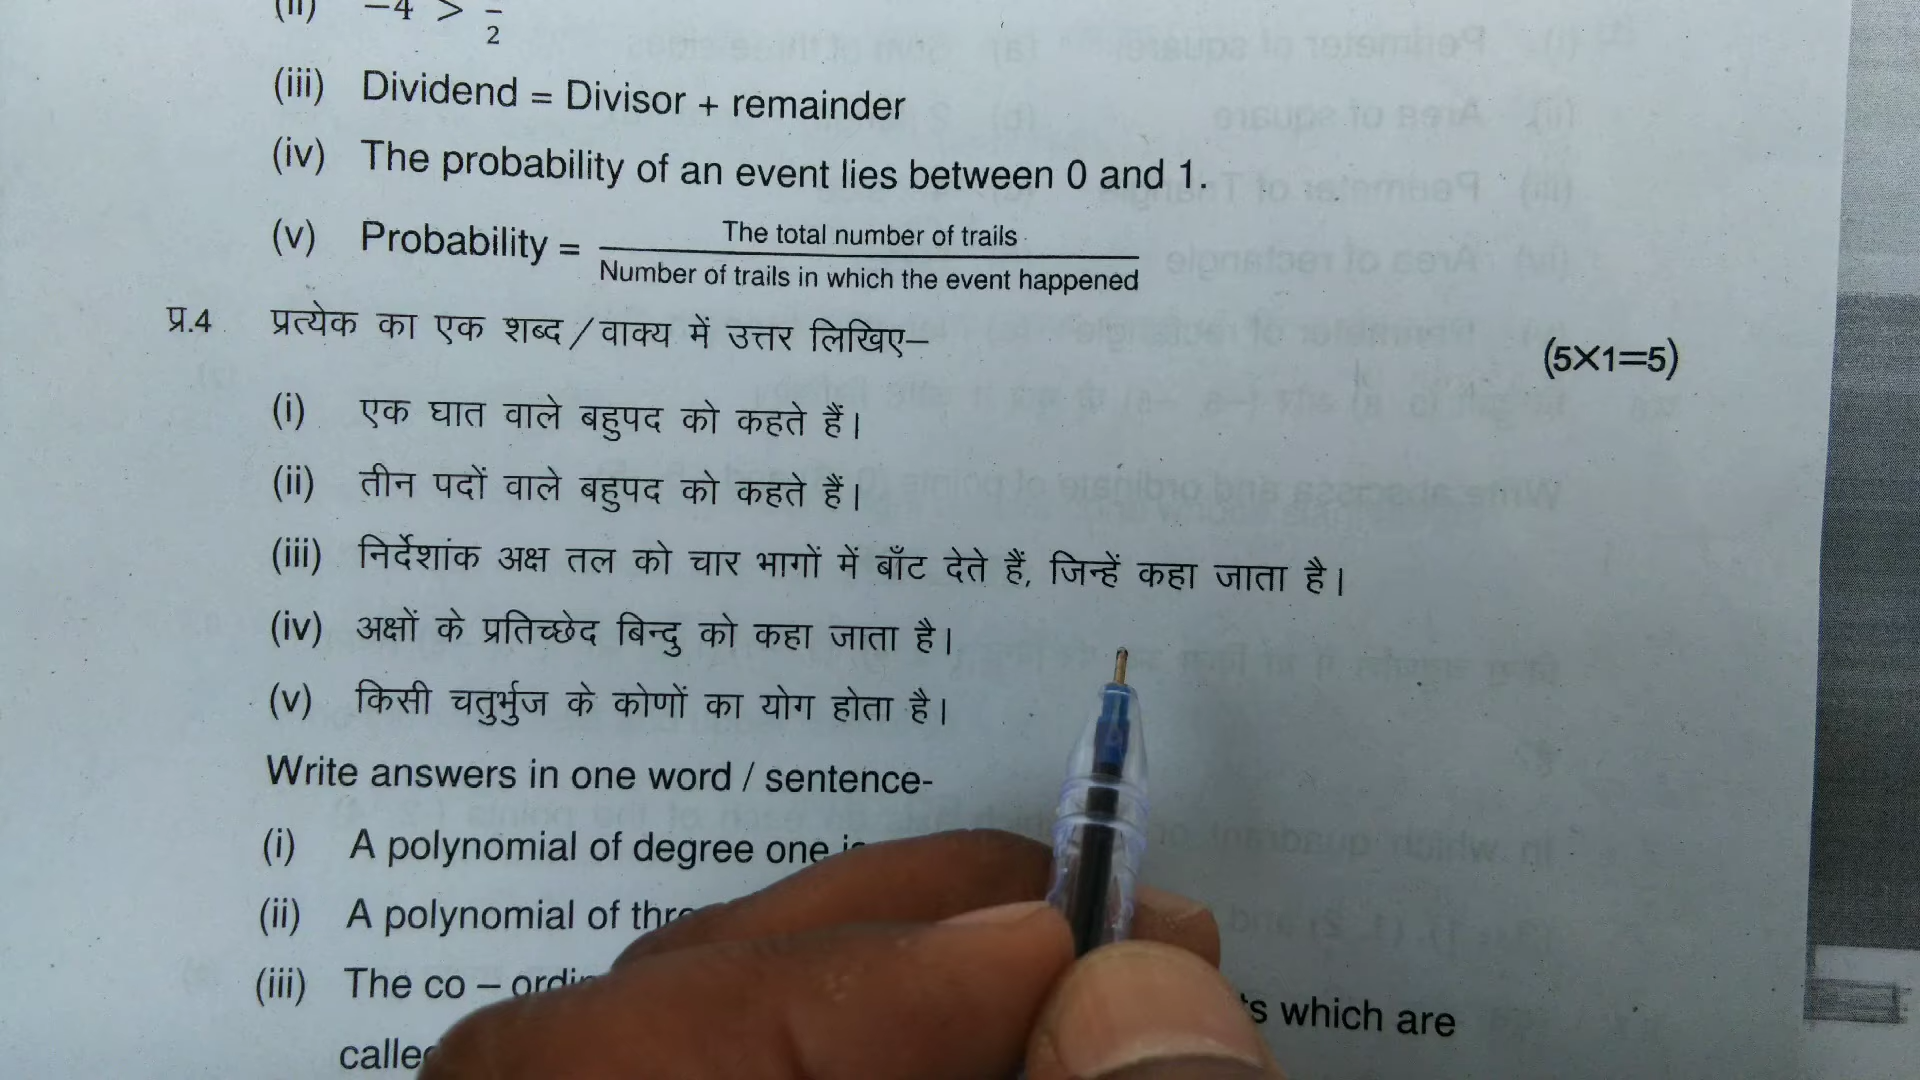 (ii) −4 > – 2
(iii) Dividend = Divisor + remainder
(iv) The probability of an event lies between 0 and 1.
(v) Probability = The total number of trails
Number of trails in which the event happened
प्र.4 प्रत्येक का एक शब्द / वाक्य में उत्तर लिखिए– (5×1=5)
(i) एक घात वाले बहुपद को कहते हैं।
(ii) तीन पदों वाले बहुपद को कहते हैं।
(iii) निर्देशांक अक्ष तल को चार भागों में बाँट देते हैं, जिन्हें कहा जाता है।
(iv) अक्षों के प्रतिच्छेद बिन्दु को कहा जाता है।
(v) किसी चतुर्भुज के कोणों का योग होता है।
Write answers in one word / sentence-
(i) A polynomial of degree one
(ii) A polynomial of
(iii) The co – which are